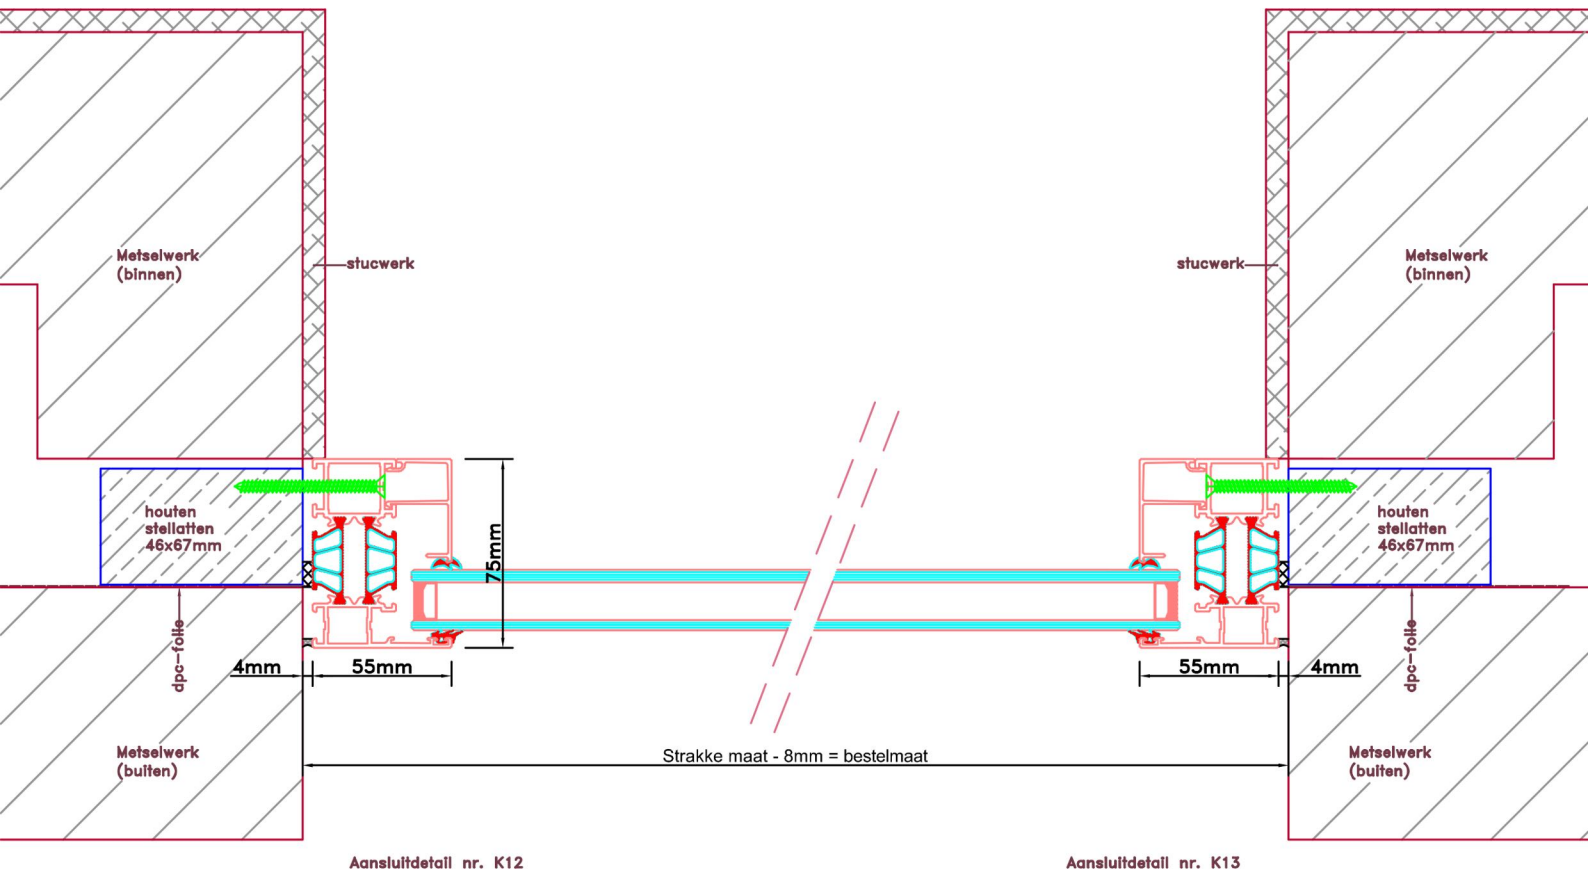 Metselwerk
(binnen)
stucwerk
stucwerk
Metselwerk
(binnen)
houten
stellatten
46x67mm
75mm
houten
stellatten
46x67mm
dpc-folie
4mm
55mm
55mm
4mm
dpc-folie
Metselwerk
(buiten)
Strakke maat - 8mm = bestelmaat
Metselwerk
(buiten)
Aansluitdetail nr. K12
Aansluitdetail nr. K13